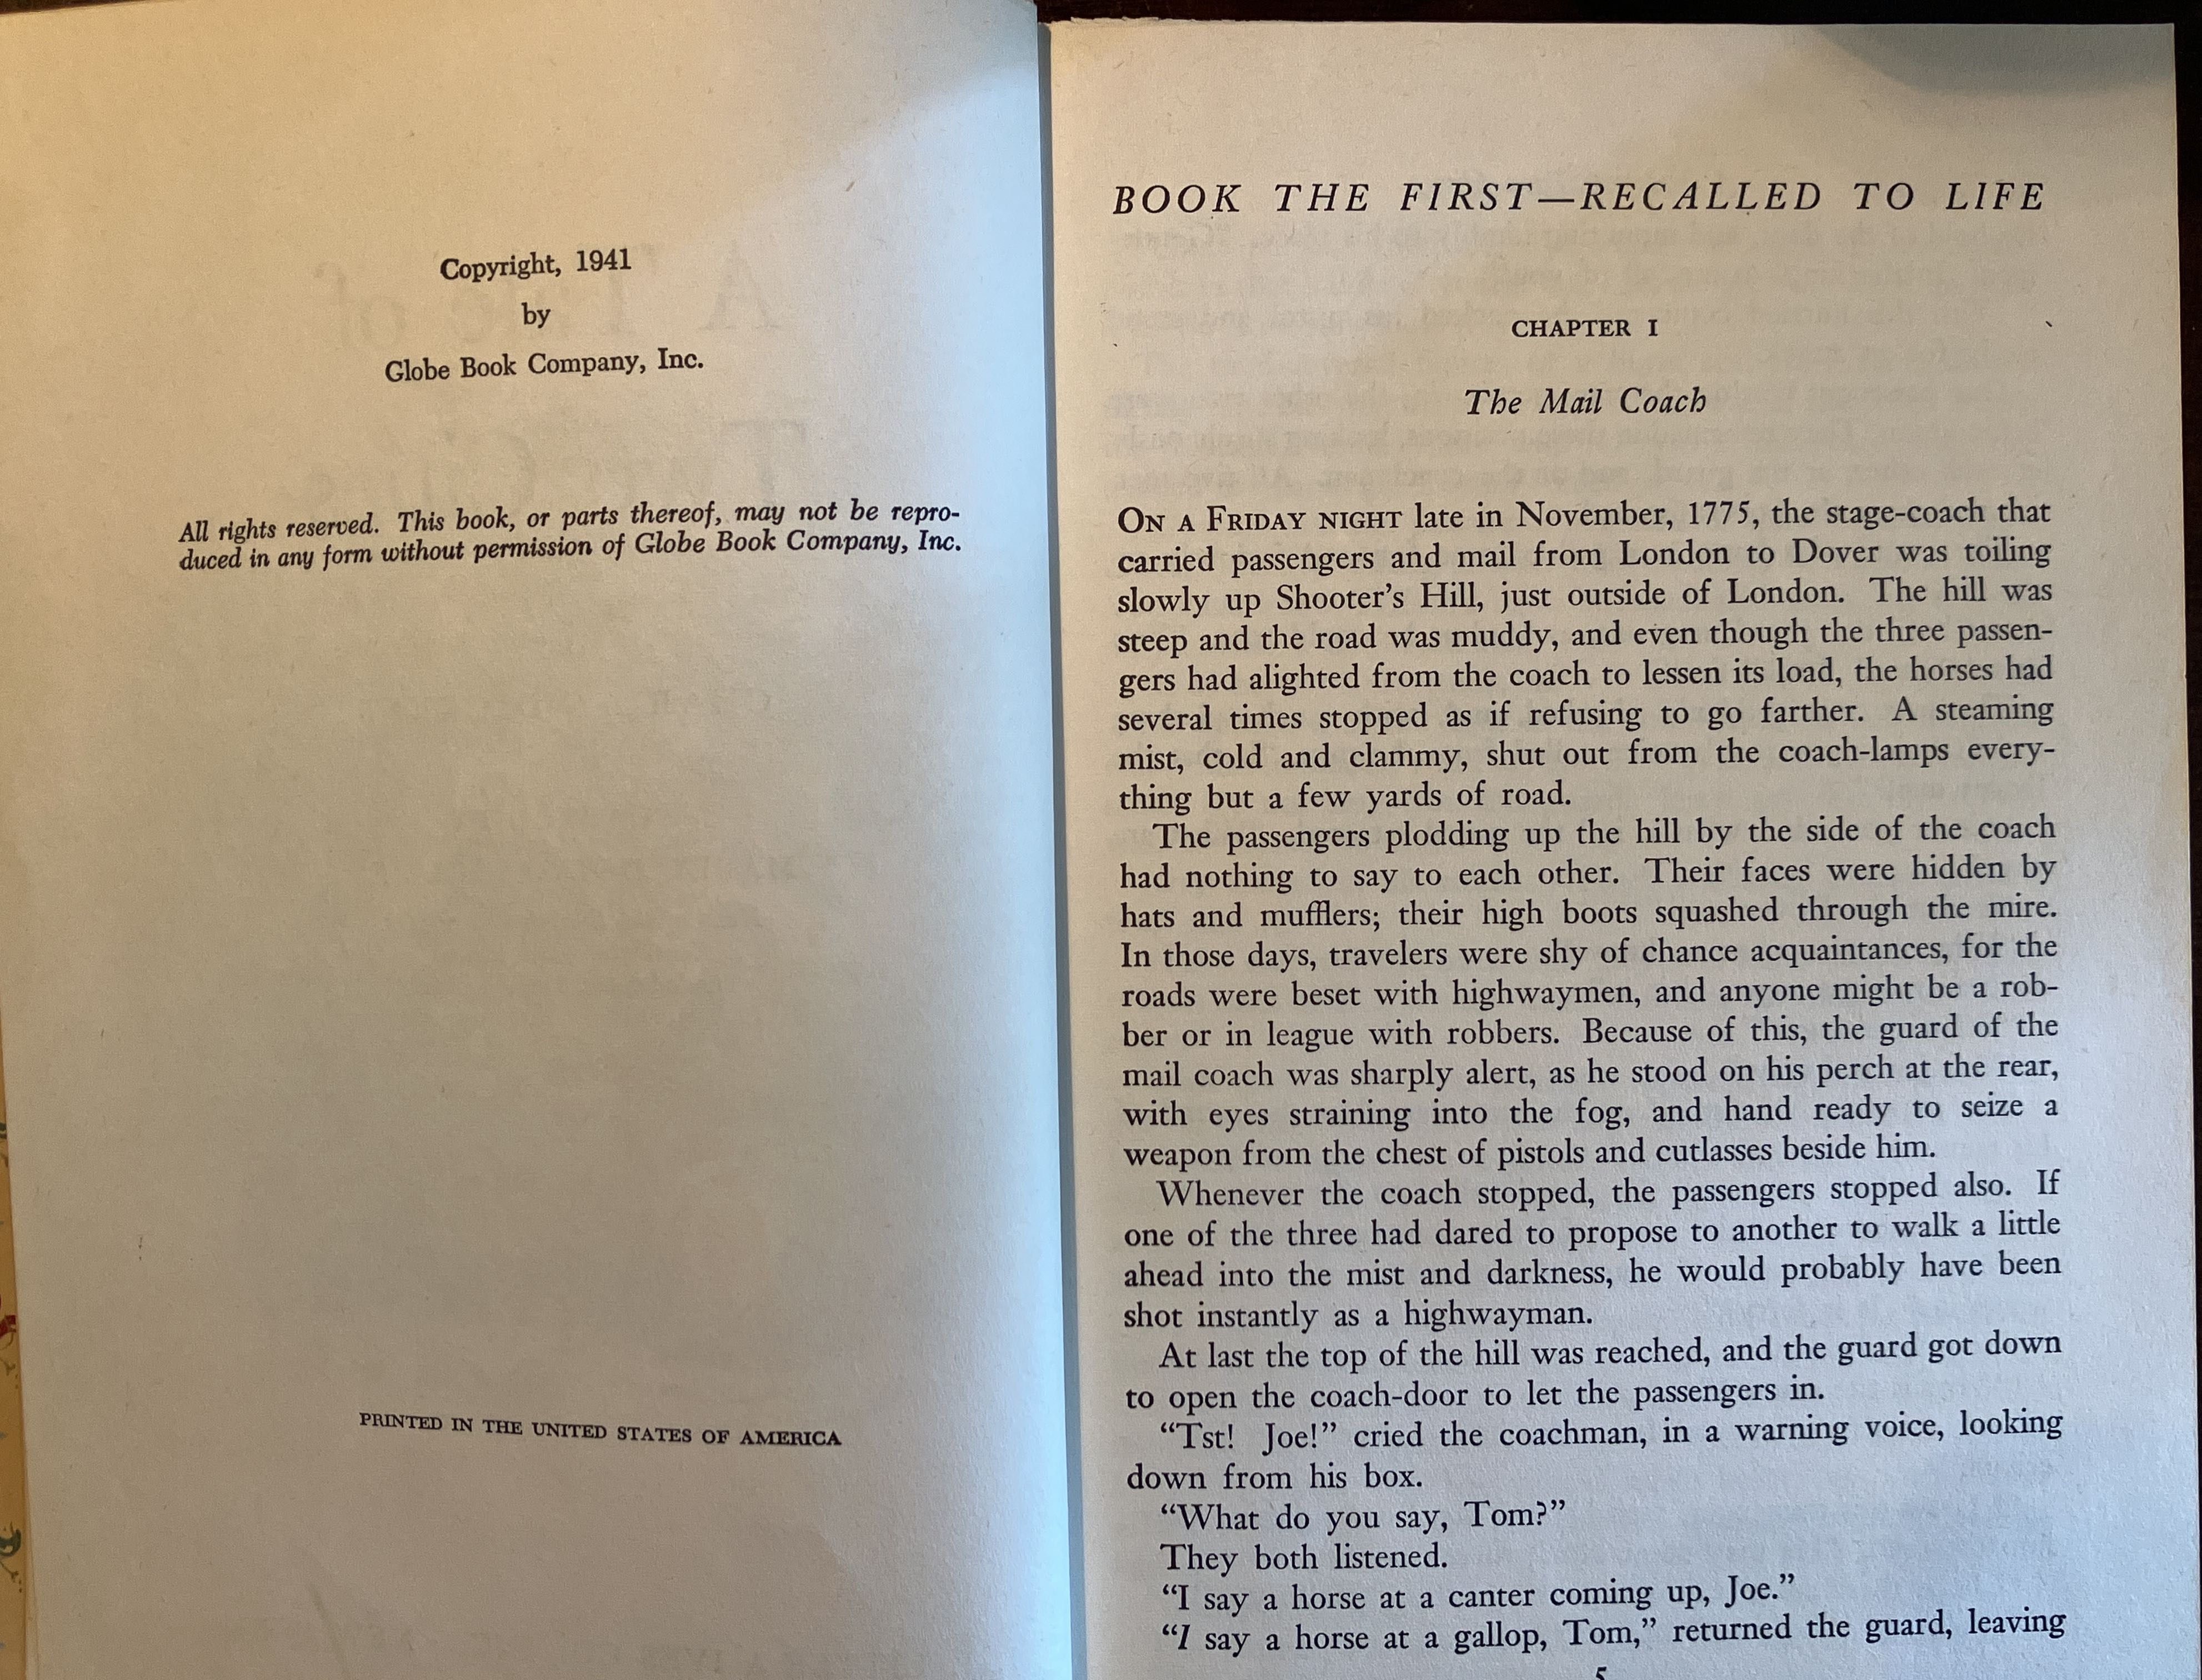 Copyright, 1941
by
Globe Book Company, Inc.
All rights reserved. This book, or parts thereof, may not be repro-
duced in any form without permission of Globe Book Company, Inc.
PRINTED IN THE UNITED STATES OF AMERICA
BOOK THE FIRST—RECALLED TO LIFE
CHAPTER I
The Mail Coach
ON A FRIDAY NIGHT late in November, 1775, the stage-coach that
carried passengers and mail from London to Dover was toiling
slowly up Shooter's Hill, just outside of London. The hill was
steep and the road was muddy, and even though the three passen-
gers had alighted from the coach to lessen its load, the horses had
several times stopped as if refusing to go farther. A steaming
mist, cold and clammy, shut out from the coach-lamps every-
thing but a few yards of road.
The passengers plodding up the hill by the side of the coach
had nothing to say to each other. Their faces were hidden by
hats and mufflers; their high boots squashed through the mire.
In those days, travelers were shy of chance acquaintances, for the
roads were beset with highwaymen, and anyone might be a rob-
ber or in league with robbers. Because of this, the guard of the
mail coach was sharply alert, as he stood on his perch at the rear,
with eyes straining into the fog, and hand ready to seize a
weapon from the chest of pistols and cutlasses beside him.
Whenever the coach stopped, the passengers stopped also. If
one of the three had dared to propose to another to walk a little
ahead into the mist and darkness, he would probably have been
shot instantly as a highwayman.
At last the top of the hill was reached, and the guard got down
to open the coach-door to let the passengers in.
“Tst! Joe!” cried the coachman, in a warning voice, looking
down from his box.
“What do you say, Tom?”
They both listened.
“I say a horse at a canter coming up, Joe.”
“I say a horse at a gallop, Tom,” returned the guard, leaving
5